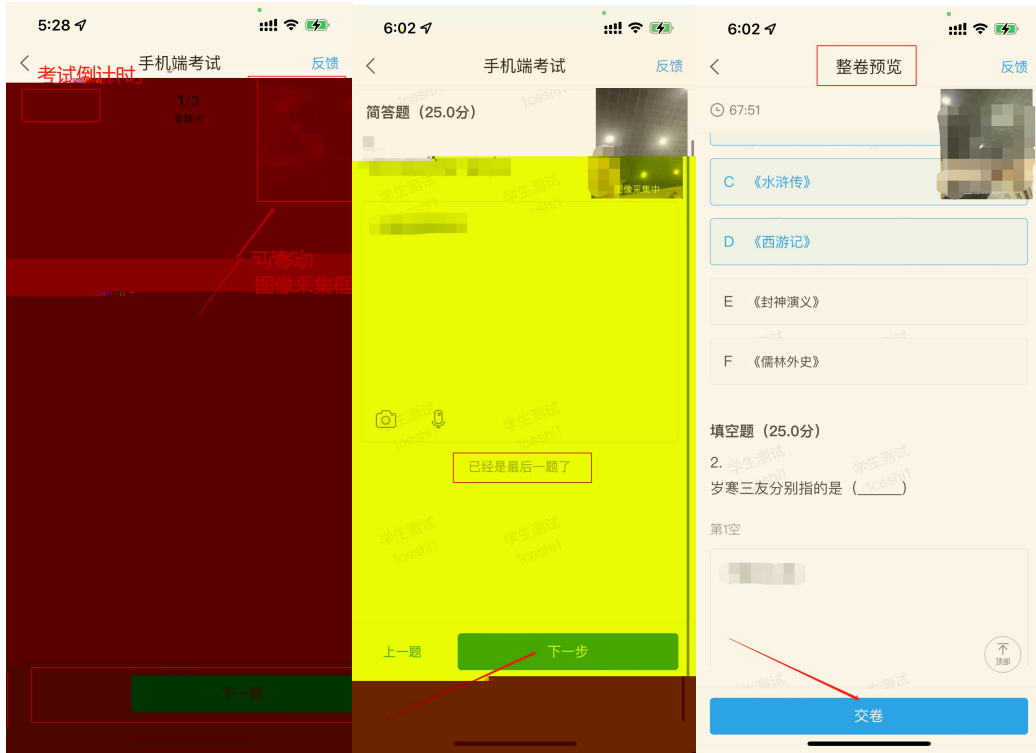 5:28
手机端考试
反馈
考试倒计时
1/3
答题卡
可移动
图像采集框
下一题
6:02
手机端考试
反馈
简答题（25.0分）
图像采集中
学生测试
1ceshi1
已经是最后一题了
上一题
下一步
6:02
整卷预览
反馈
67:51
C 《水浒传》
D 《西游记》
E 《封神演义》
F 《儒林外史》
填空题（25.0分）
2.
岁寒三友分别指的是（______）
第1空
顶部
交卷